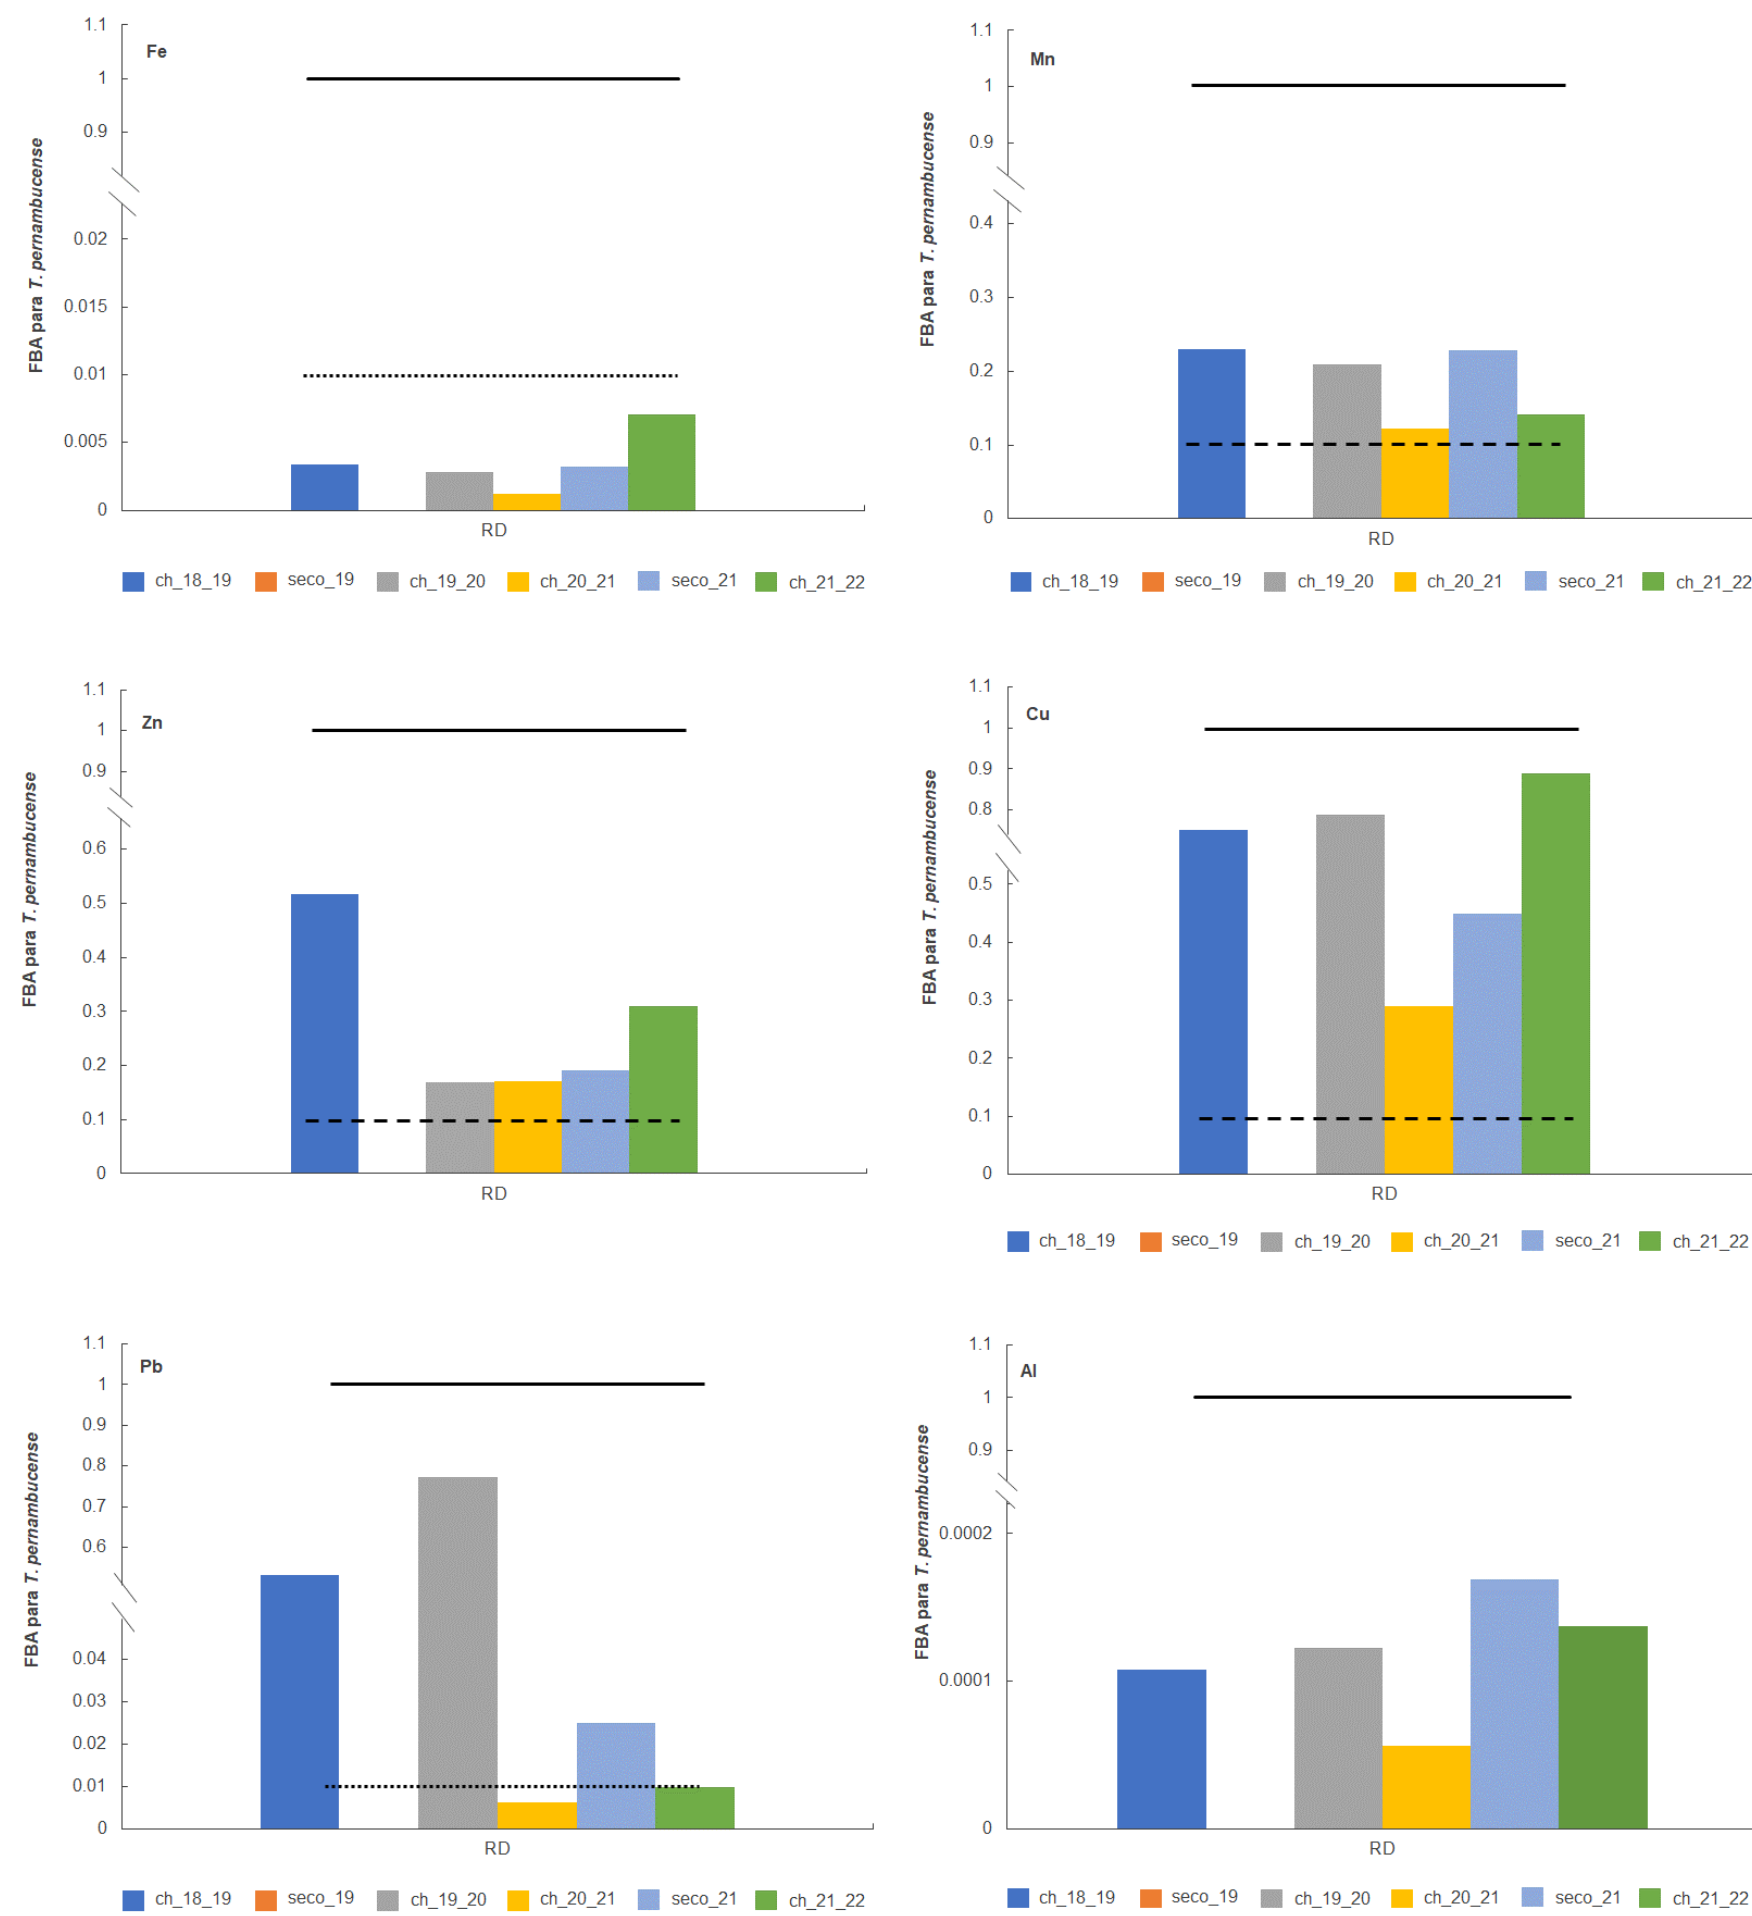 Fe
FBA para T. pernambucense
1.1
1
0.9
0.02
0.015
0.01
0.005
0
RD
ch_18_19 seco_19 ch_19_20 ch_20_21 seco_21 ch_21_22
Mn
FBA para T. pernambucense
1.1
1
0.9
0.4
0.3
0.2
0.1
0
RD
ch_18_19 seco_19 ch_19_20 ch_20_21 seco_21 ch_21_22
Zn
FBA para T. pernambucense
1.1
1
0.9
0.6
0.5
0.4
0.3
0.2
0.1
0
RD
Cu
FBA para T. pernambucense
1.1
1
0.9
0.8
0.5
0.4
0.3
0.2
0.1
0
RD
ch_18_19 seco_19 ch_19_20 ch_20_21 seco_21 ch_21_22
Pb
FBA para T. pernambucense
1.1
1
0.9
0.8
0.7
0.6
0.04
0.03
0.02
0.01
0
RD
ch_18_19 seco_19 ch_19_20 ch_20_21 seco_21 ch_21_22
Al
FBA para T. pernambucense
1.1
1
0.9
0.0002
0.0001
0
RD
ch_18_19 seco_19 ch_19_20 ch_20_21 seco_21 ch_21_22